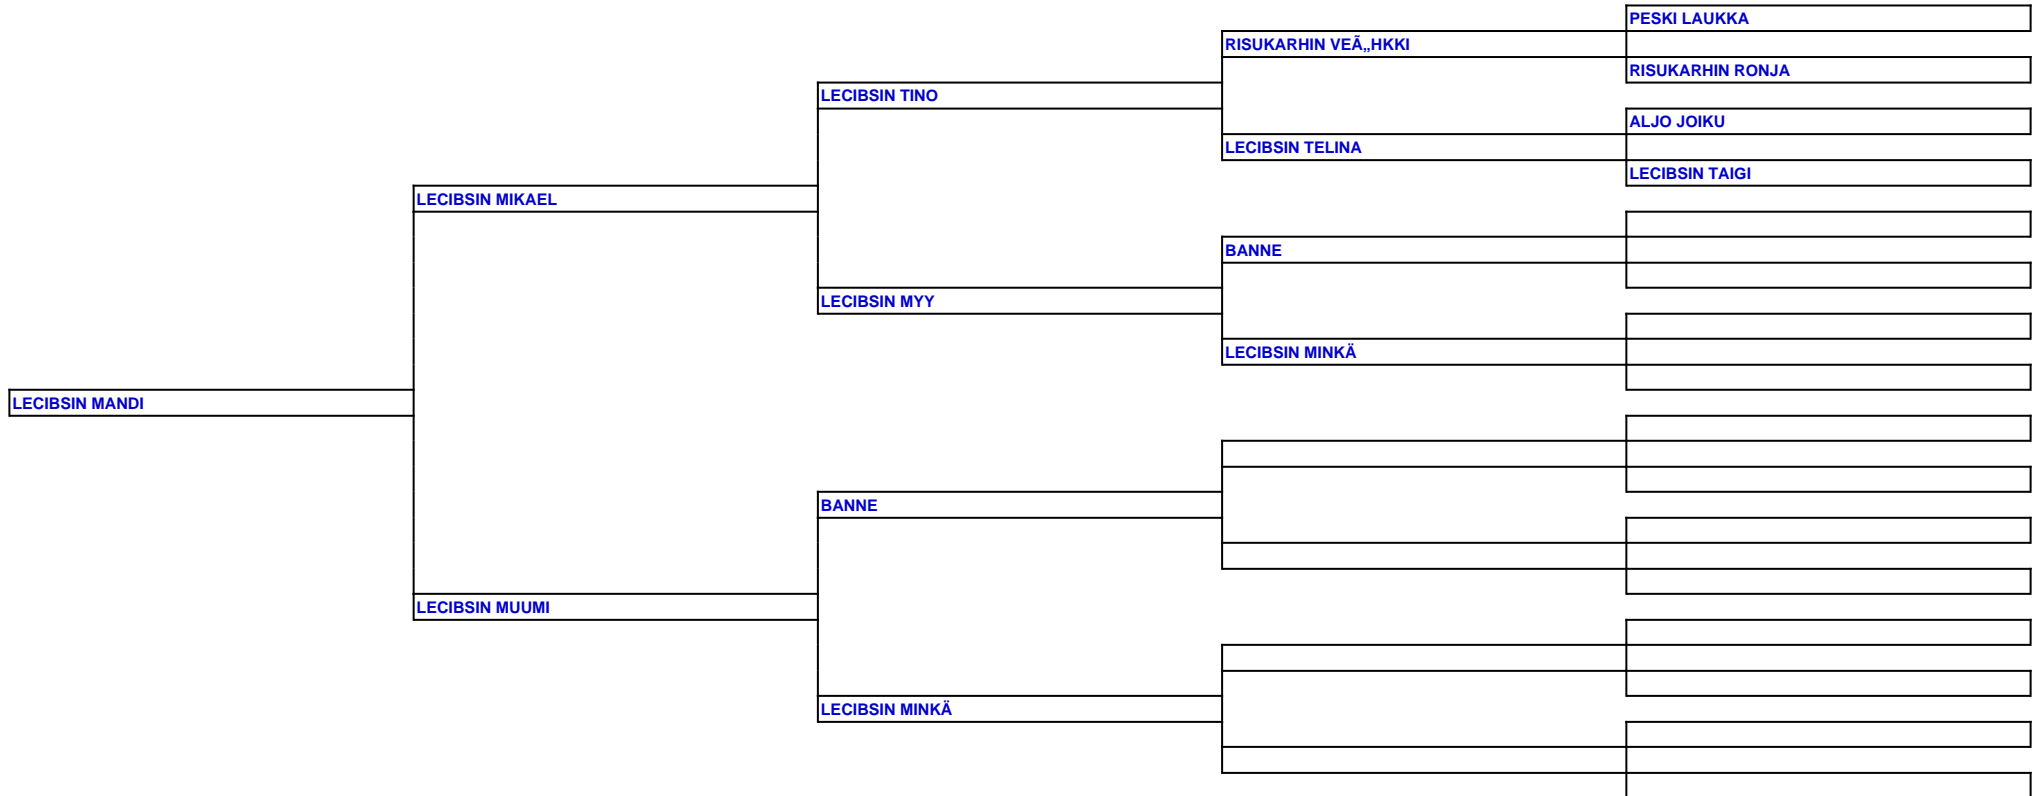 PESKI LAUKKA
RISUKARHIN VEÃ„HKKI
RISUKARHIN RONJA
LECIBSIN TINO
ALJO JOIKU
LECIBSIN TELINA
LECIBSIN TAIGI
LECIBSIN MIKAEL
BANNE
LECIBSIN MYY
LECIBSIN MINKÄ
LECIBSIN MANDI
BANNE
LECIBSIN MUUMI
LECIBSIN MINKÄ